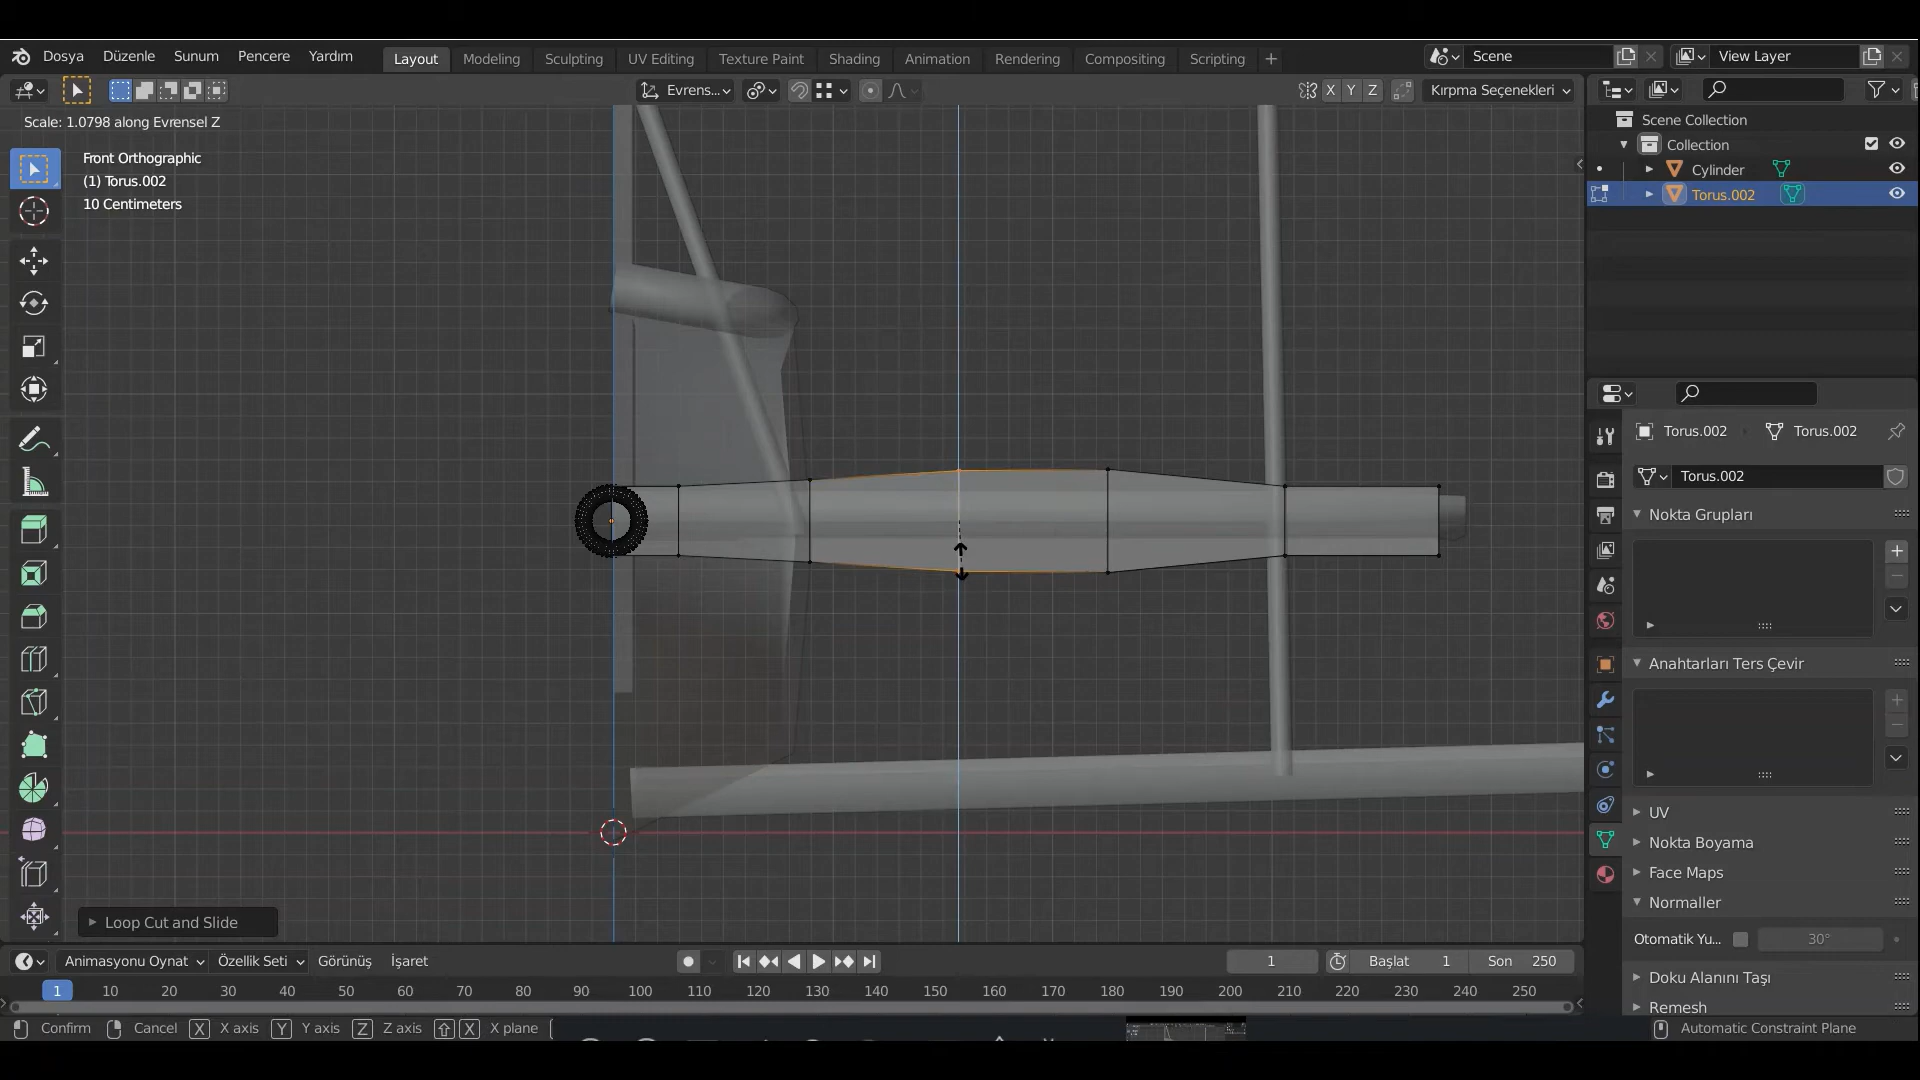 Dosya Düzenle Sunum Pencere Yardım Layout Modeling Sculpting UV Editing Texture Paint Shading Animation Rendering Compositing Scripting + Scene View Layer
Evrens... X Y Z Kırpma Seçenekleri
Scale: 1.0798 along Evrensel Z
Front Orthographic
(1) Torus.002
10 Centimeters
Scene Collection
Collection
Cylinder
Torus.002
Torus.002 Torus.002
Torus.002
Nokta Grupları
Anahtarları Ters Çevir
UV
Nokta Boyama
Face Maps
Normaller
Otomatik Yu... 30°
Doku Alanını Taşı
Remesh
Loop Cut and Slide
Animasyonu Oynat Özellik Seti Görünüş İşaret 1 Başlat 1 Son 250
1 10 20 30 40 50 60 70 80 90 100 110 120 130 140 150 160 170 180 190 200 210 220 230 240 250
Confirm Cancel X X axis Y Y axis Z Z axis X X plane Automatic Constraint Plane